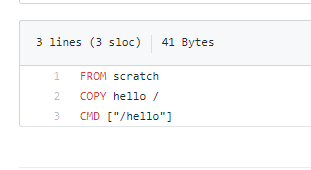 3 lines (3 sloc) 41 Bytes
1 FROM scratch
2 COPY hello /
3 CMD ["/hello"]